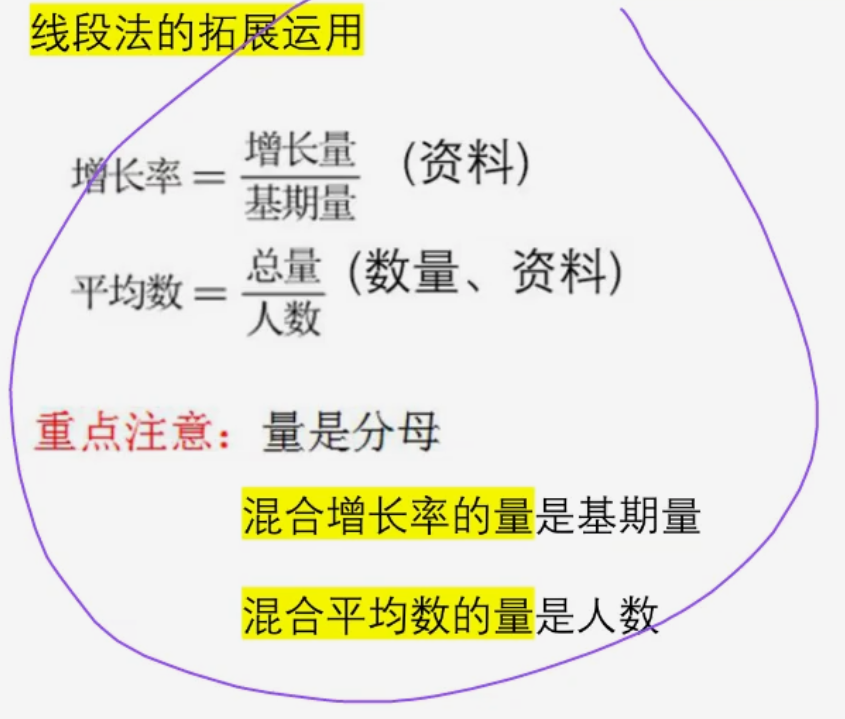 线段法的拓展运用
增长率 = 增长量/基期量 (资料)
平均数 = 总量/人数 (数量、资料)
重点注意：量是分母
混合增长率的量是基期量
混合平均数的量是人数